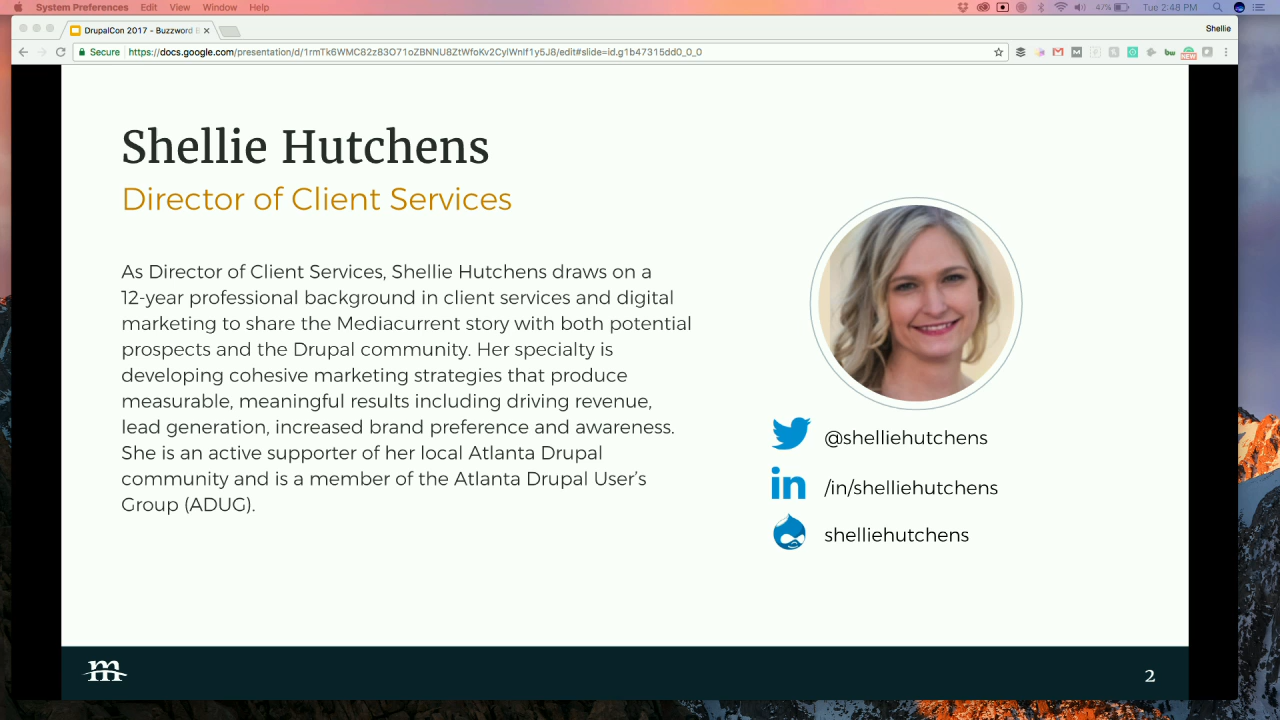 System Preferences Edit View Window Help 47% Tue 2:48 PM
DrupalCon 2017 - Buzzword Shellie
Secure https://docs.google.com/presentation/d/1rmTk6WMC82z83O71oZBNNU8ZtWfoKv2CylWnlf1y5J8/edit#slide=id.g1b47315dd0_0_0
Shellie Hutchens
Director of Client Services
As Director of Client Services, Shellie Hutchens draws on a
12-year professional background in client services and digital
marketing to share the Mediacurrent story with both potential
prospects and the Drupal community. Her specialty is
developing cohesive marketing strategies that produce
measurable, meaningful results including driving revenue,
lead generation, increased brand preference and awareness.
She is an active supporter of her local Atlanta Drupal
community and is a member of the Atlanta Drupal User's
Group (ADUG).
@shelliehutchens
in /in/shelliehutchens
shelliehutchens
m 2